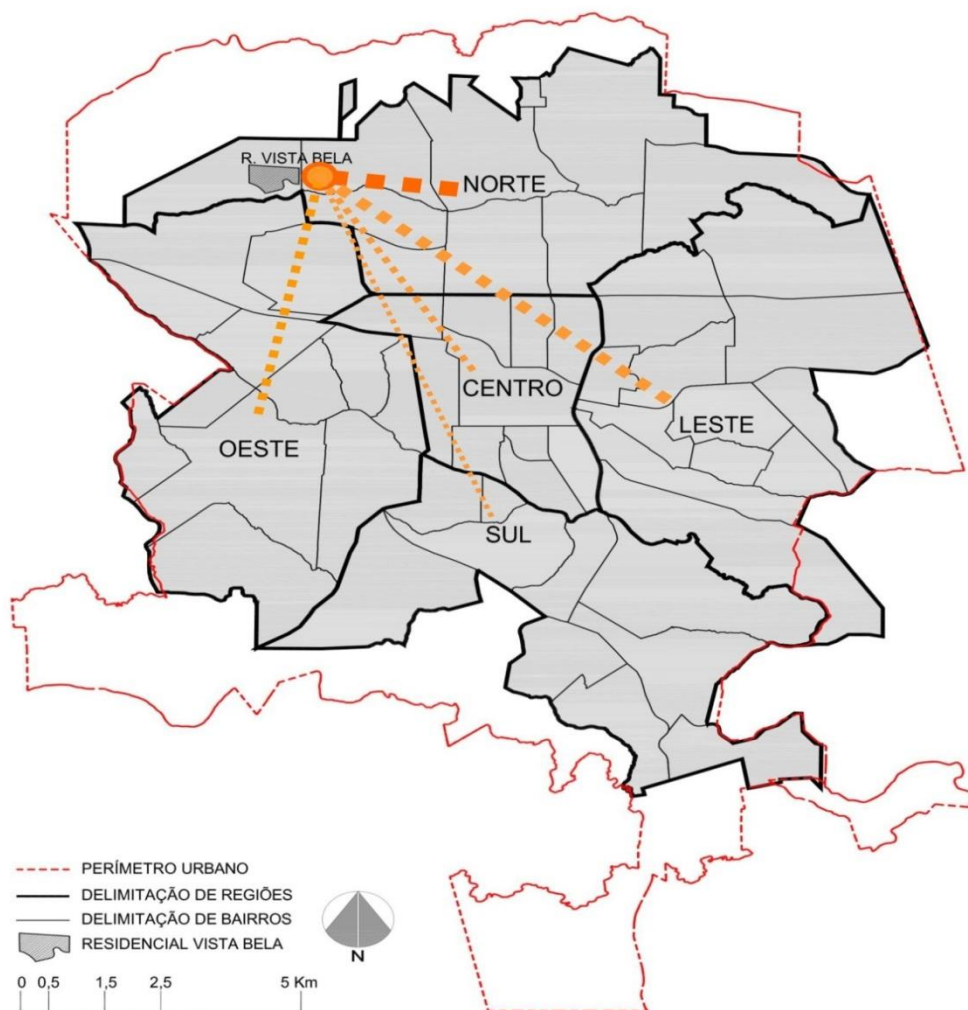 R. VISTA BELA
NORTE
CENTRO
LESTE
OESTE
SUL
PERÍMETRO URBANO
DELIMITAÇÃO DE REGIÕES
DELIMITAÇÃO DE BAIRROS
RESIDENCIAL VISTA BELA
N
0 0,5 1,5 2,5 5 Km